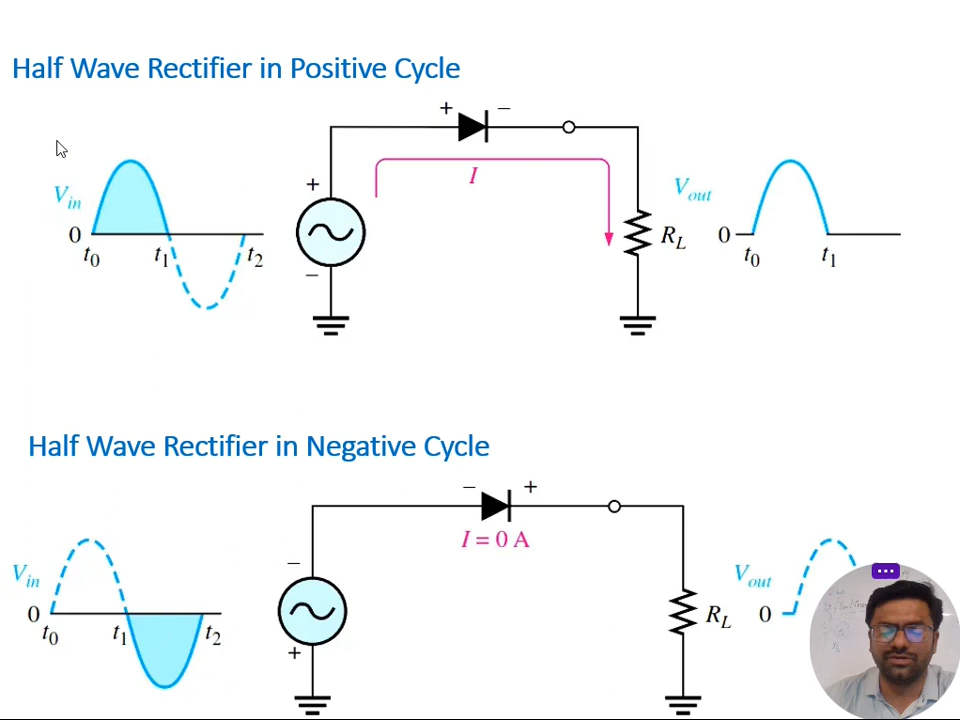 Half Wave Rectifier in Positive Cycle
+ −
I
V_in
+
V_out
0
R_L
0
t_0 t_1 t_2
t_0 t_1
−
Half Wave Rectifier in Negative Cycle
− +
I = 0 A
V_in
−
V_out
0
R_L
0
t_0 t_1 t_2
+